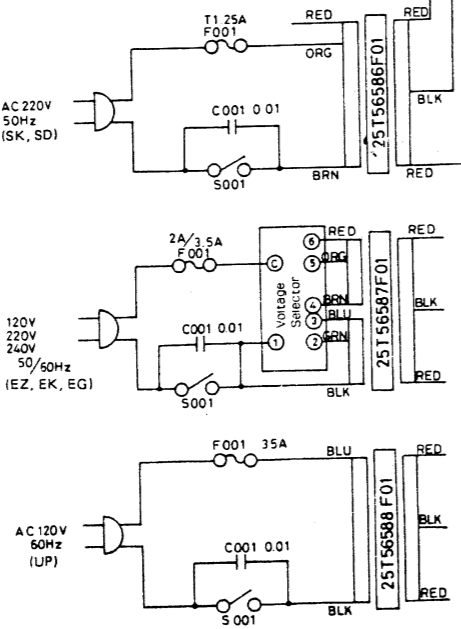 T1.25A
F001
RED
RED
ORG
AC 220V
50Hz
(SK, SD)
C001 0 01
S001
BRN
25T56586F01
BLK
RED
2A/3.5A
F001
C
Voltage
Selector
6
RED
5
ORG
4
BRN
3
BLU
2
GRN
1
120V
220V
240V
50/60Hz
(EZ, EK, EG)
C001 0.01
S001
BLK
25T56587F01
RED
BLK
RED
F001 35A
BLU
AC 120V
60Hz
(UP)
C001 0.01
S001
BLK
25T56588F01
RED
BLK
RED